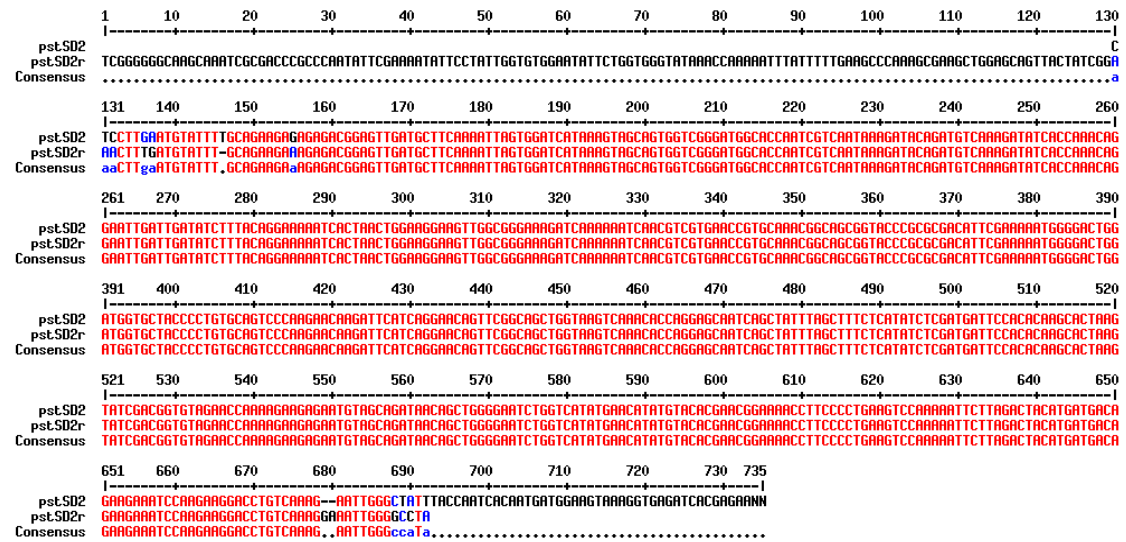 1 10 20 30 40 50 60 70 80 90 100 110 120 130
|--------+---------+---------+---------+---------+---------+---------+---------+---------+---------+---------+---------+---------|
pstSD2 C
pstSD2r TCGGGGGGCAAGCAAATCGCGACCCGCCCAATATTCGAAAATATTCCTATTGGTGTGGAATATTCTGGTGGGTATAAACCAAAAATTTATTTTTGAAGCCCAAAGCGAAGCTGGAGCAGTTACTATCGGA
Consensus .................................................................................................................................a
131 140 150 160 170 180 190 200 210 220 230 240 250 260
|--------+---------+---------+---------+---------+---------+---------+---------+---------+---------+---------+---------+---------|
pstSD2 TCCTTGAATGTATTTTGCAGAAGAGAGAGACGGAGTTGATGCTTCAAAATTAGTGGATCATAAAGTAGCAGTGGTCGGGATGGCACCAATCGTCAATAAAGATACAGATGTCAAAGATATCACCAAACAG
pstSD2r AACTTTGATGTATTT-GCAGAAGAAAGAGACGGAGTTGATGCTTCAAAATTAGTGGATCATAAAGTAGCAGTGGTCGGGATGGCACCAATCGTCAATAAAGATACAGATGTCAAAGATATCACCAAACAG
Consensus aaCTTgaATGTATTT.GCAGAAGAaAGAGACGGAGTTGATGCTTCAAAATTAGTGGATCATAAAGTAGCAGTGGTCGGGATGGCACCAATCGTCAATAAAGATACAGATGTCAAAGATATCACCAAACAG
261 270 280 290 300 310 320 330 340 350 360 370 380 390
|--------+---------+---------+---------+---------+---------+---------+---------+---------+---------+---------+---------+---------|
pstSD2 GAATTGATTGATATCTTTACAGGAAAAATCACTAACTGGAAGGAAGTTGGCGGGAAAGATCAAAAAATCAACGTCGTGAACCGTGCAAACGGCAGCGGTACCCGCGCGACATTCGAAAAATGGGGACTGG
pstSD2r GAATTGATTGATATCTTTACAGGAAAAATCACTAACTGGAAGGAAGTTGGCGGGAAAGATCAAAAAATCAACGTCGTGAACCGTGCAAACGGCAGCGGTACCCGCGCGACATTCGAAAAATGGGGACTGG
Consensus GAATTGATTGATATCTTTACAGGAAAAATCACTAACTGGAAGGAAGTTGGCGGGAAAGATCAAAAAATCAACGTCGTGAACCGTGCAAACGGCAGCGGTACCCGCGCGACATTCGAAAAATGGGGACTGG
391 400 410 420 430 440 450 460 470 480 490 500 510 520
|--------+---------+---------+---------+---------+---------+---------+---------+---------+---------+---------+---------+---------|
pstSD2 ATGGTGCTACCCCTGTGCAGTCCCAAGAACAAGATTCATCAGGAACAGTTCGGCAGCTGGTAAGTCAAACACCAGGAGCAATCAGCTATTTAGCTTTCTCATATCTCGATGATTCCACACAAGCACTAAG
pstSD2r ATGGTGCTACCCCTGTGCAGTCCCAAGAACAAGATTCATCAGGAACAGTTCGGCAGCTGGTAAGTCAAACACCAGGAGCAATCAGCTATTTAGCTTTCTCATATCTCGATGATTCCACACAAGCACTAAG
Consensus ATGGTGCTACCCCTGTGCAGTCCCAAGAACAAGATTCATCAGGAACAGTTCGGCAGCTGGTAAGTCAAACACCAGGAGCAATCAGCTATTTAGCTTTCTCATATCTCGATGATTCCACACAAGCACTAAG
521 530 540 550 560 570 580 590 600 610 620 630 640 650
|--------+---------+---------+---------+---------+---------+---------+---------+---------+---------+---------+---------+---------|
pstSD2 TATCGACGGTGTAGAACCAAAAGAAGAGAATGTAGCAGATAACAGCTGGGGAATCTGGTCATATGAACATATGTACACGAACGGAAAACCTTCCCCTGAAGTCCAAAAATTCTTAGACTACATGATGACA
pstSD2r TATCGACGGTGTAGAACCAAAAGAAGAGAATGTAGCAGATAACAGCTGGGGAATCTGGTCATATGAACATATGTACACGAACGGAAAACCTTCCCCTGAAGTCCAAAAATTCTTAGACTACATGATGACA
Consensus TATCGACGGTGTAGAACCAAAAGAAGAGAATGTAGCAGATAACAGCTGGGGAATCTGGTCATATGAACATATGTACACGAACGGAAAACCTTCCCCTGAAGTCCAAAAATTCTTAGACTACATGATGACA
651 660 670 680 690 700 710 720 730 735
|--------+---------+---------+---------+---------+---------+---------+---------+----|
pstSD2 GAAGAAATCCAAGAAGGACCTGTCAAAG--AATTGGGCTATTTACCAATCACAATGATGGAAGTAAAGGTGAGATCACGAGAANN
pstSD2r GAAGAAATCCAAGAAGGACCTGTCAAAGGAAATTGGGGCCTA
Consensus GAAGAAATCCAAGAAGGACCTGTCAAAG..AATTGGGccaTa...........................................